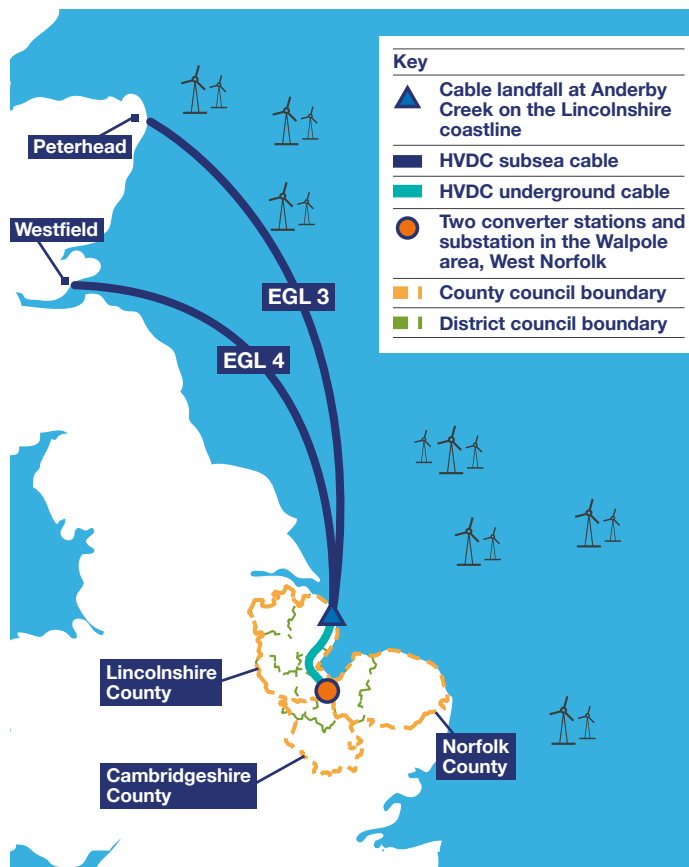 Key
Cable landfall at Anderby
Creek on the Lincolnshire
coastline
HVDC subsea cable
HVDC underground cable
Two converter stations and
substation in the Walpole
area, West Norfolk
County council boundary
District council boundary
Peterhead
Westfield
EGL 3
EGL 4
Lincolnshire
County
Norfolk
County
Cambridgeshire
County